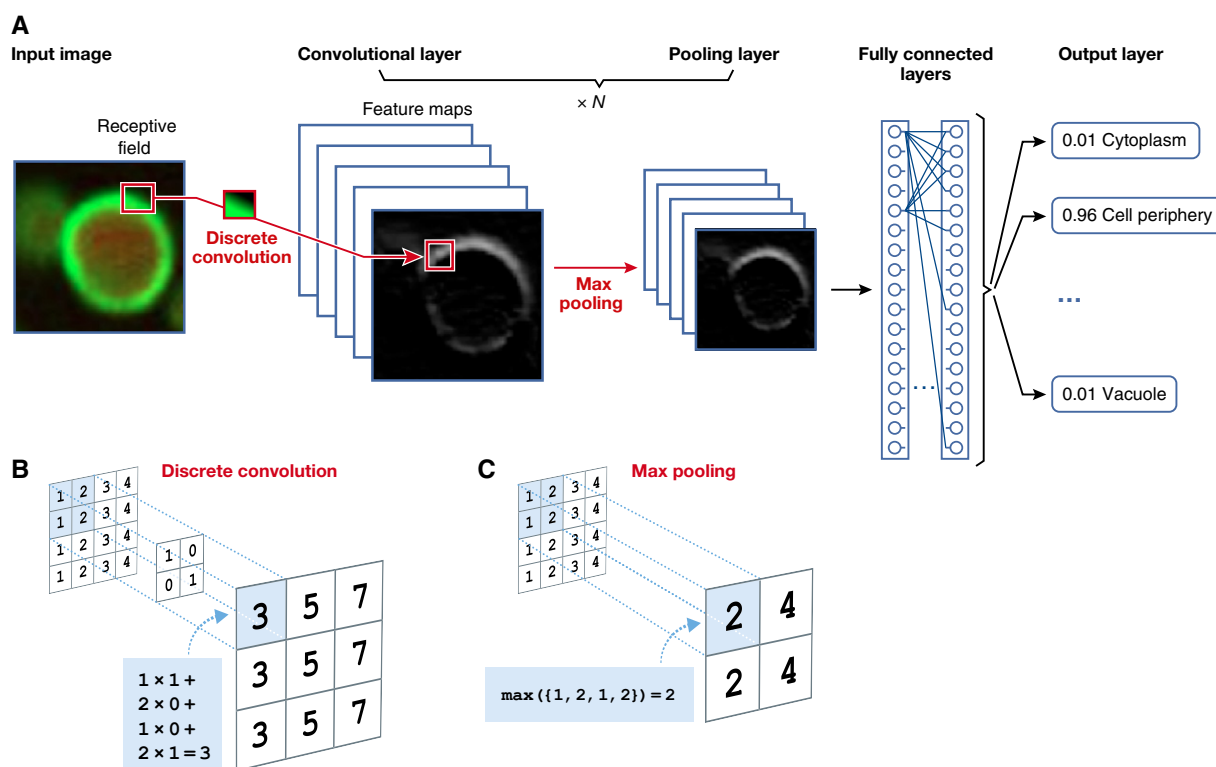 A
Input image
Convolutional layer
Pooling layer
Fully connected
layers
Output layer
× N
Feature maps
Receptive
field
Discrete
convolution
Max
pooling
...
0.01 Cytoplasm
0.96 Cell periphery
...
0.01 Vacuole
B
Discrete convolution
1 2 3 4
1 2 3 4
1 2 3 4
1 2 3 4
1 0
0 1
3 5 7
3 5 7
3 5 7
1 × 1 +
2 × 0 +
1 × 0 +
2 × 1 = 3
C
Max pooling
1 2 3 4
1 2 3 4
1 2 3 4
1 2 3 4
2 4
2 4
max({1, 2, 1, 2}) = 2